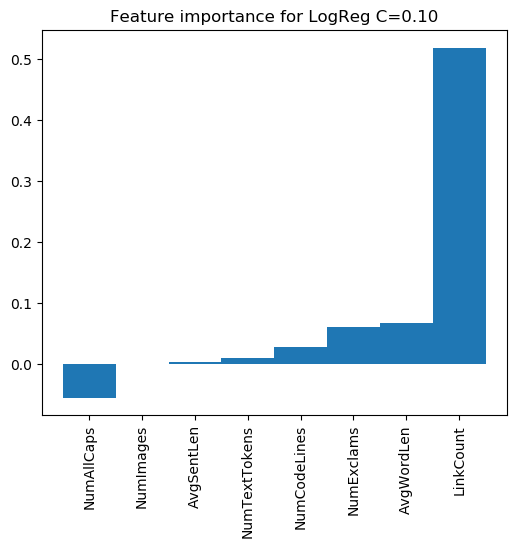 Feature importance for LogReg C=0.10
0.5
0.4
0.3
0.2
0.1
0.0
NumAllCaps
NumImages
AvgSentLen
NumTextTokens
NumCodeLines
NumExclams
AvgWordLen
LinkCount